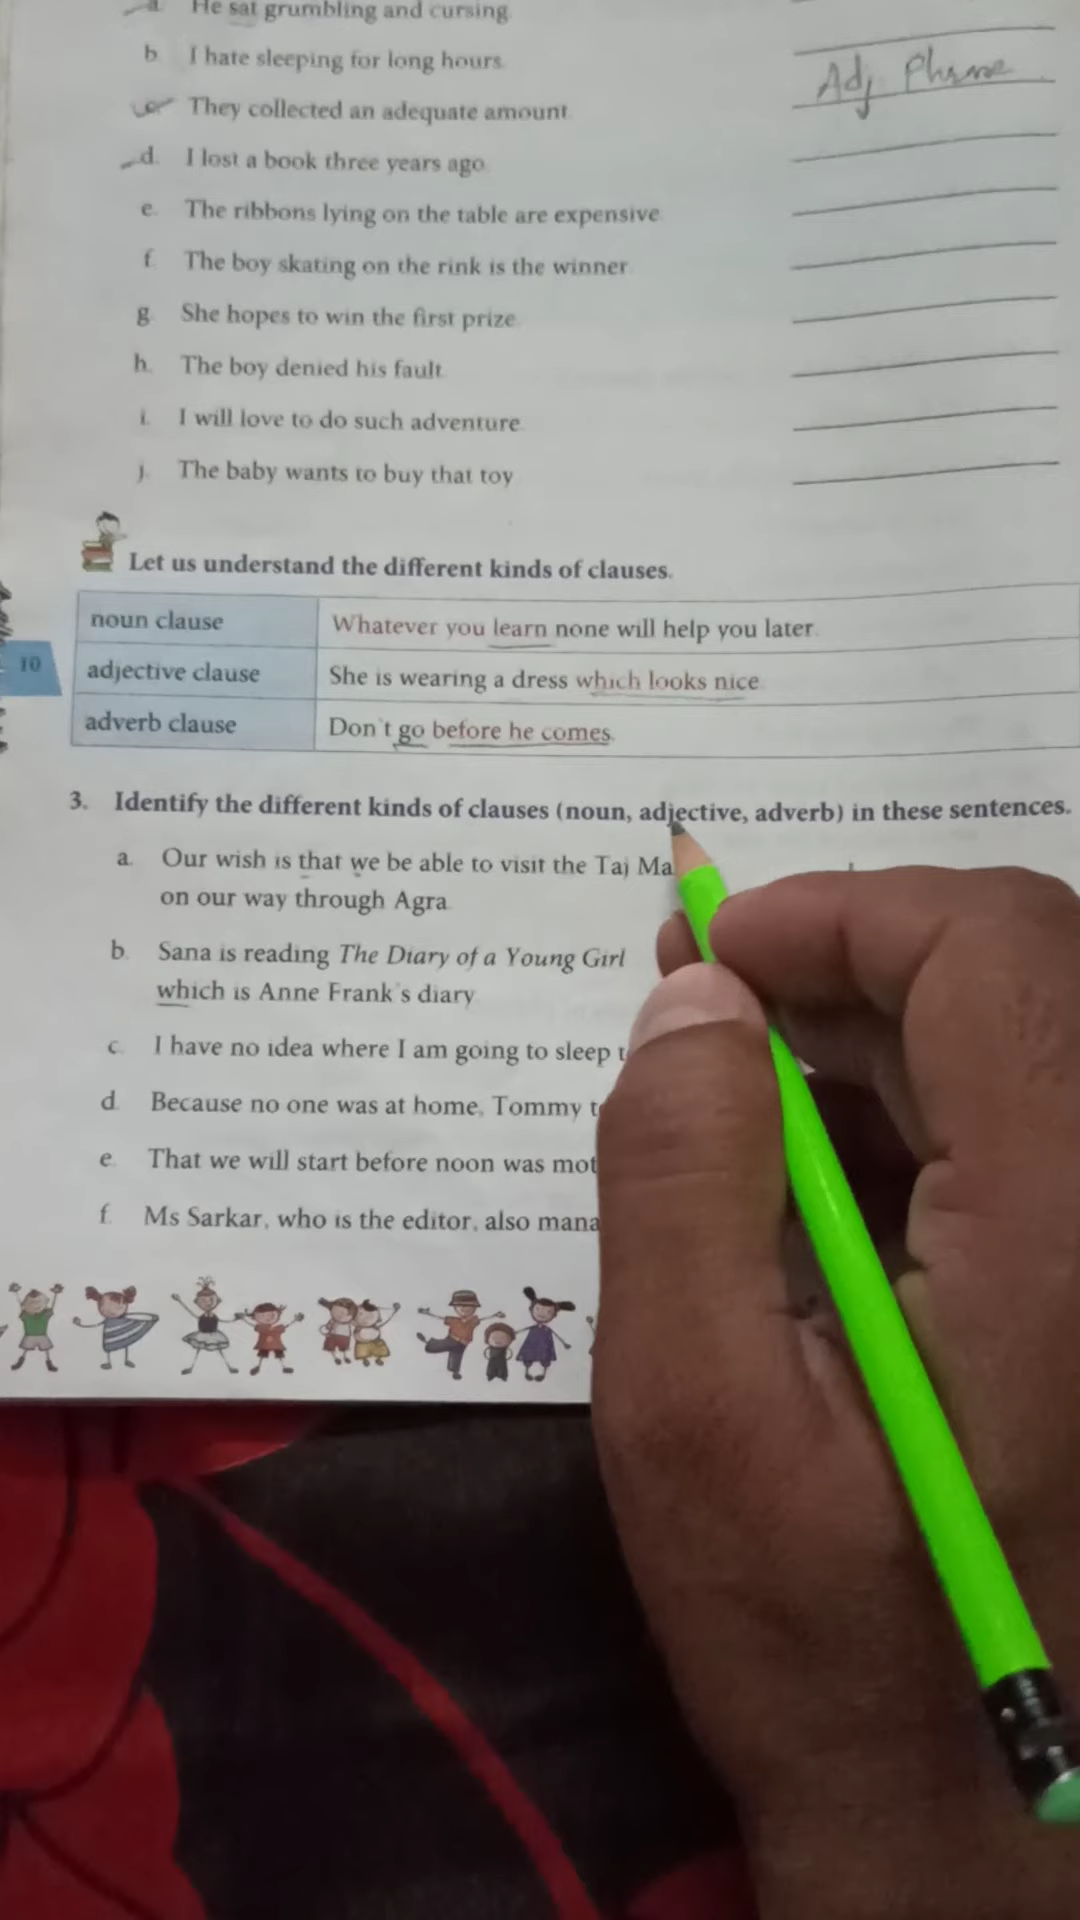 a. He sat grumbling and cursing.
b. I hate sleeping for long hours.
Adj Phrase
c. They collected an adequate amount.
d. I lost a book three years ago.
e. The ribbons lying on the table are expensive.
f. The boy skating on the rink is the winner.
g. She hopes to win the first prize.
h. The boy denied his fault.
i. I will love to do such adventure.
j. The baby wants to buy that toy.
Let us understand the different kinds of clauses.
noun clause Whatever you learn none will help you later.
10
adjective clause She is wearing a dress which looks nice.
adverb clause Don't go before he comes.
3. Identify the different kinds of clauses (noun, adjective, adverb) in these sentences.
a. Our wish is that we be able to visit the Taj Ma
on our way through Agra.
b. Sana is reading The Diary of a Young Girl
which is Anne Frank's diary.
c. I have no idea where I am going to sleep
d. Because no one was at home, Tommy
e. That we will start before noon was
f. Ms Sarkar, who is the editor, also